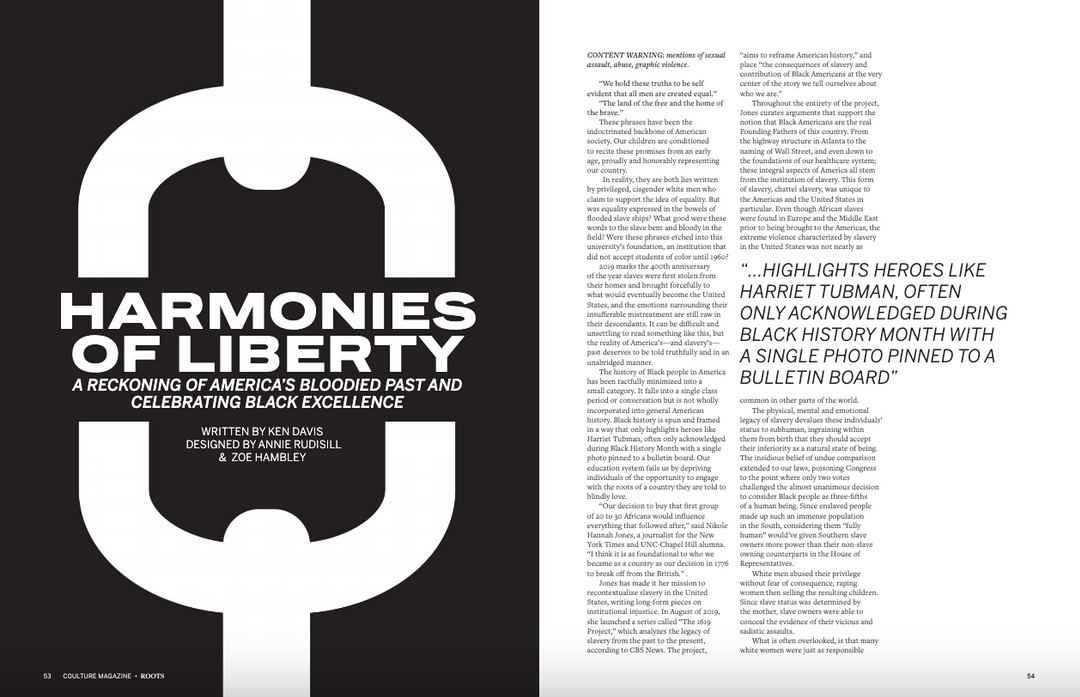 HARMONIES
OF LIBERTY
A RECKONING OF AMERICA'S BLOODIED PAST AND
CELEBRATING BLACK EXCELLENCE
WRITTEN BY KEN DAVIS
DESIGNED BY ANNIE RUDISILL
& ZOE HAMBLEY
53 COULTURE MAGAZINE • ROOTS
CONTENT WARNING: mentions of sexual
assault, abuse, graphic violence.
“We hold these truths to be self
evident that all men are created equal.”
“The land of the free and the home of
the brave.”
These phrases have been the
indoctrinated backbone of American
society. Our children are conditioned
to recite these promises from an early
age, proudly and honorably representing
our country.
In reality, they are both lies written
by privileged, cisgender white men who
claim to support the idea of equality. But
was equality expressed in the bowels of
flooded slave ships? What good were these
words to the slave bent and bloody in the
field? Were these phrases etched into this
university's foundation, an institution that
did not accept students of color until 1960?
2019 marks the 400th anniversary
of the year slaves were first stolen from
their homes and brought forcefully to
what would eventually become the United
States, and the emotions surrounding their
insufferable mistreatment are still raw in
their descendants. It can be difficult and
unsettling to read something like this, but
the reality of America's—and slavery's—
past deserves to be told truthfully and in an
unabridged manner.
The history of Black people in America
has been tactfully minimized into a
small category. It falls into a single class
period or conversation but is not wholly
incorporated into general American
history. Black history is spun and framed
in a way that only highlights heroes like
Harriet Tubman, often only acknowledged
during Black History Month with a single
photo pinned to a bulletin board. Our
education system fails us by depriving
individuals of the opportunity to engage
with the roots of a country they are told to
blindly love.
“Our decision to buy that first group
of 20 to 30 Africans would influence
everything that followed after,” said Nikole
Hannah Jones, a journalist for the New
York Times and UNC-Chapel Hill alumna.
“I think it is as foundational to who we
became as a country as our decision in 1776
to break off from the British.” .
Jones has made it her mission to
recontextualize slavery in the United
States, writing long-form pieces on
institutional injustice. In August of 2019,
she launched a series called “The 1619
Project,” which analyzes the legacy of
slavery from the past to the present,
according to CBS News. The project,
“aims to reframe American history,” and
place “the consequences of slavery and
contribution of Black Americans at the very
center of the story we tell ourselves about
who we are.”
Throughout the entirety of the project,
Jones curates arguments that support the
notion that Black Americans are the real
Founding Fathers of this country. From
the highway structure in Atlanta to the
naming of Wall Street, and even down to
the foundations of our healthcare system;
these integral aspects of America all stem
from the institution of slavery. This form
of slavery, chattel slavery, was unique to
the Americas and the United States in
particular. Even though African slaves
were found in Europe and the Middle East
prior to being brought to the Americas, the
extreme violence characterized by slavery
in the United States was not nearly as
“...HIGHLIGHTS HEROES LIKE
HARRIET TUBMAN, OFTEN
ONLY ACKNOWLEDGED DURING
BLACK HISTORY MONTH WITH
A SINGLE PHOTO PINNED TO A
BULLETIN BOARD”
common in other parts of the world.
The physical, mental and emotional
legacy of slavery devalues these individuals'
status to subhuman, ingraining within
them from birth that they should accept
their inferiority as a natural state of being.
The insidious belief of undue comparison
extended to our laws, poisoning Congress
to the point where only two votes
challenged the almost unanimous decision
to consider Black people as three-fifths
of a human being. Since enslaved people
made up such an immense population
in the South, considering them “fully
human” would've given Southern slave
owners more power than their non-slave
owning counterparts in the House of
Representatives.
White men abused their privilege
without fear of consequence, raping
women then selling the resulting children.
Since slave status was determined by
the mother, slave owners were able to
conceal the evidence of their vicious and
sadistic assaults.
What is often overlooked, is that many
white women were just as responsible
54